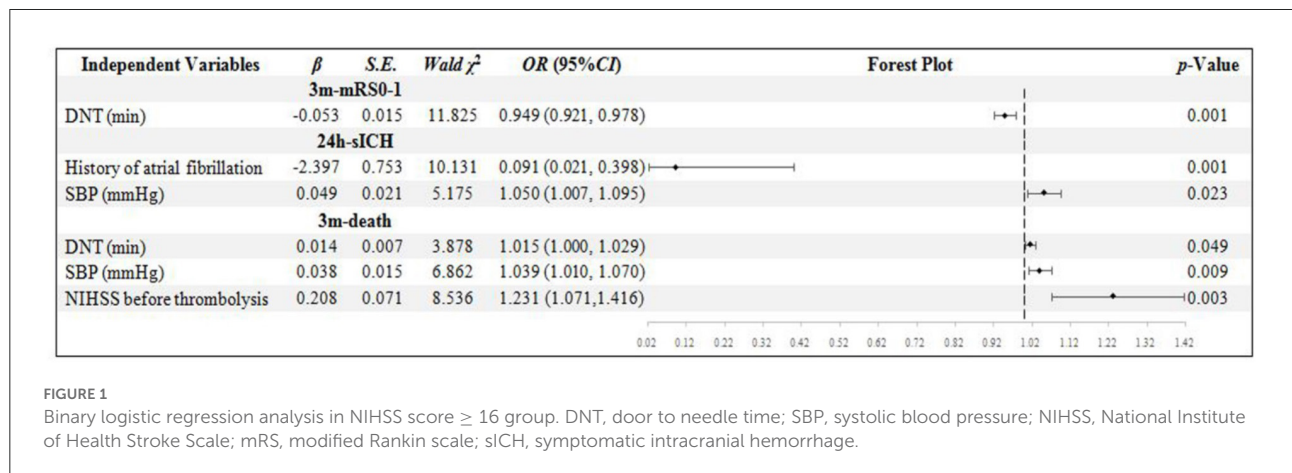 Independent Variables β S.E. Wald χ² OR (95%CI) Forest Plot p-Value
3m-mRS0-1
DNT (min) -0.053 0.015 11.825 0.949 (0.921, 0.978) 0.001
24h-sICH
History of atrial fibrillation -2.397 0.753 10.131 0.091 (0.021, 0.398) 0.001
SBP (mmHg) 0.049 0.021 5.175 1.050 (1.007, 1.095) 0.023
3m-death
DNT (min) 0.014 0.007 3.878 1.015 (1.000, 1.029) 0.049
SBP (mmHg) 0.038 0.015 6.862 1.039 (1.010, 1.070) 0.009
NIHSS before thrombolysis 0.208 0.071 8.536 1.231 (1.071,1.416) 0.003
0.02 0.12 0.22 0.32 0.42 0.52 0.62 0.72 0.82 0.92 1.02 1.12 1.22 1.32 1.42
FIGURE 1
Binary logistic regression analysis in NIHSS score ≥ 16 group. DNT, door to needle time; SBP, systolic blood pressure; NIHSS, National Institute
of Health Stroke Scale; mRS, modified Rankin scale; sICH, symptomatic intracranial hemorrhage.